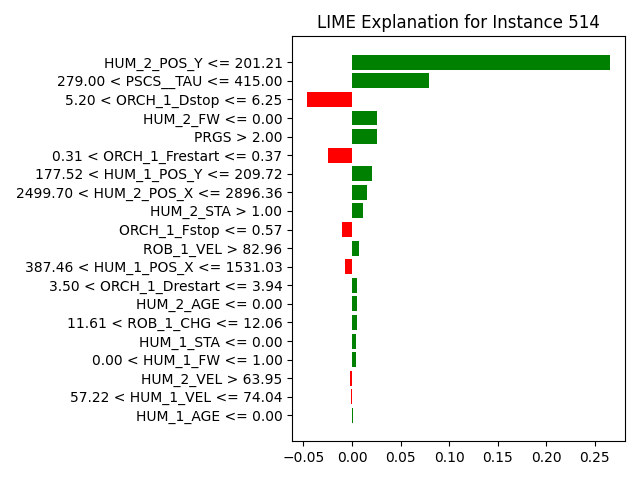 LIME Explanation for Instance 514
HUM_2_POS_Y <= 201.21
279.00 < PSCS__TAU <= 415.00
5.20 < ORCH_1_Dstop <= 6.25
HUM_2_FW <= 0.00
PRGS > 2.00
0.31 < ORCH_1_Frestart <= 0.37
177.52 < HUM_1_POS_Y <= 209.72
2499.70 < HUM_2_POS_X <= 2896.36
HUM_2_STA > 1.00
ORCH_1_Fstop <= 0.57
ROB_1_VEL > 82.96
387.46 < HUM_1_POS_X <= 1531.03
3.50 < ORCH_1_Drestart <= 3.94
HUM_2_AGE <= 0.00
11.61 < ROB_1_CHG <= 12.06
HUM_1_STA <= 0.00
0.00 < HUM_1_FW <= 1.00
HUM_2_VEL > 63.95
57.22 < HUM_1_VEL <= 74.04
HUM_1_AGE <= 0.00
−0.05 0.00 0.05 0.10 0.15 0.20 0.25